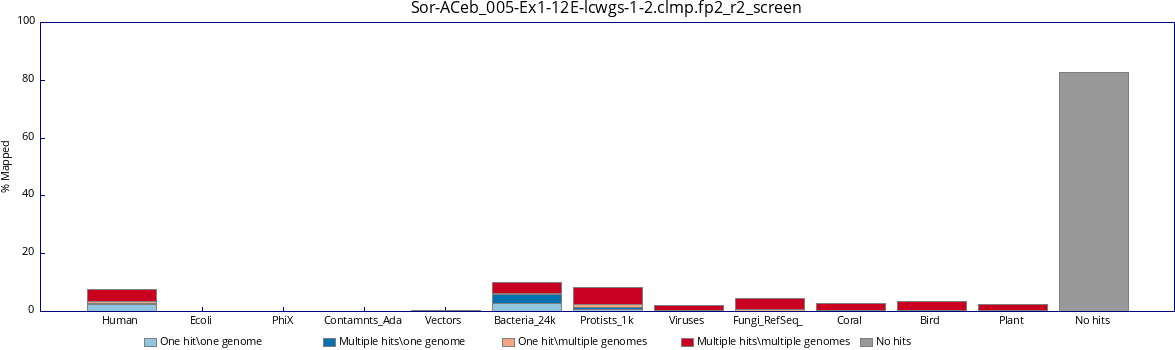 Sor-ACeb_005-Ex1-12E-lcwgs-1-2.clmp.fp2_r2_screen
100
80
60
40
20
0
% Mapped
Human Ecoli PhiX Contamnts_Ada Vectors Bacteria_24k Protists_1k Viruses Fungi_RefSeq_ Coral Bird Plant No hits
One hit\one genome Multiple hits\one genome One hit\multiple genomes Multiple hits\multiple genomes No hits